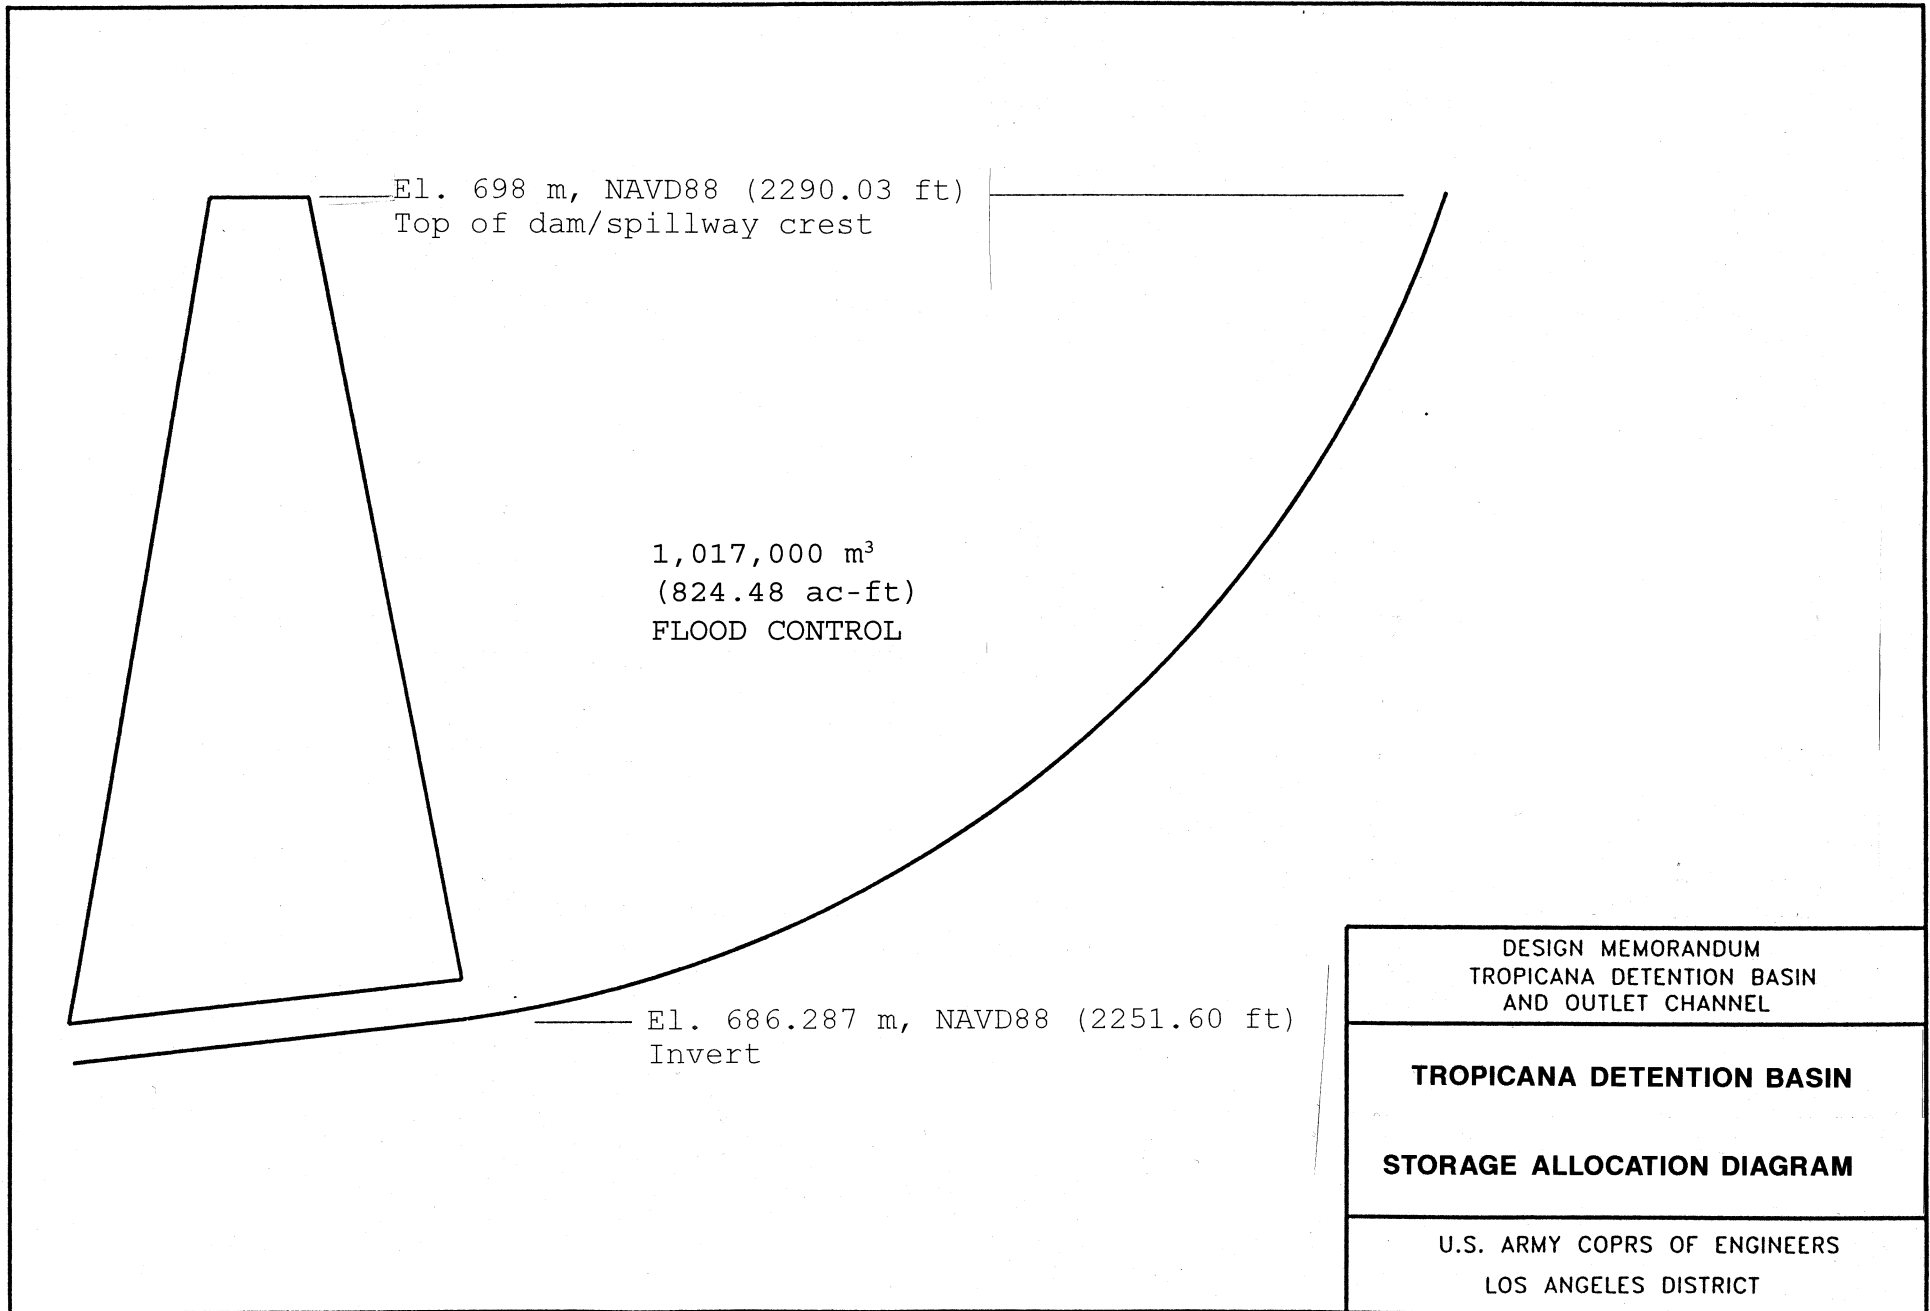 El. 698 m, NAVD88 (2290.03 ft)
Top of dam/spillway crest
1,017,000 m³
(824.48 ac-ft)
FLOOD CONTROL
El. 686.287 m, NAVD88 (2251.60 ft)
Invert
DESIGN MEMORANDUM
TROPICANA DETENTION BASIN
AND OUTLET CHANNEL
TROPICANA DETENTION BASIN
STORAGE ALLOCATION DIAGRAM
U.S. ARMY COPRS OF ENGINEERS
LOS ANGELES DISTRICT